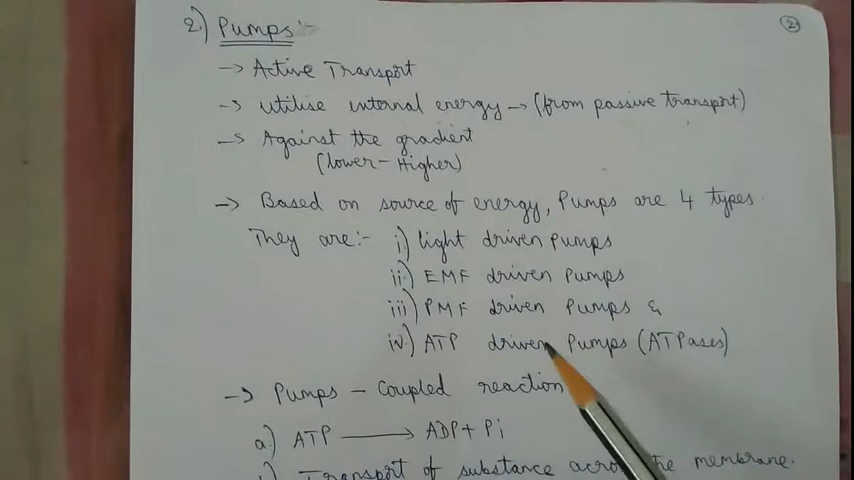 2.) Pumps:-
2
-> Active Transport
-> Utilise internal energy -> (from passive transport)
-> Against the gradient
(lower - Higher)
-> Based on source of energy, Pumps are 4 types.
They are:- i) light driven pumps
ii) EMF driven Pumps
iii) PMF driven Pumps &
iv) ATP driven Pumps (ATPases)
-> Pumps - Coupled reaction
a) ATP -> ADP + Pi
Transport of substance across the membrane.